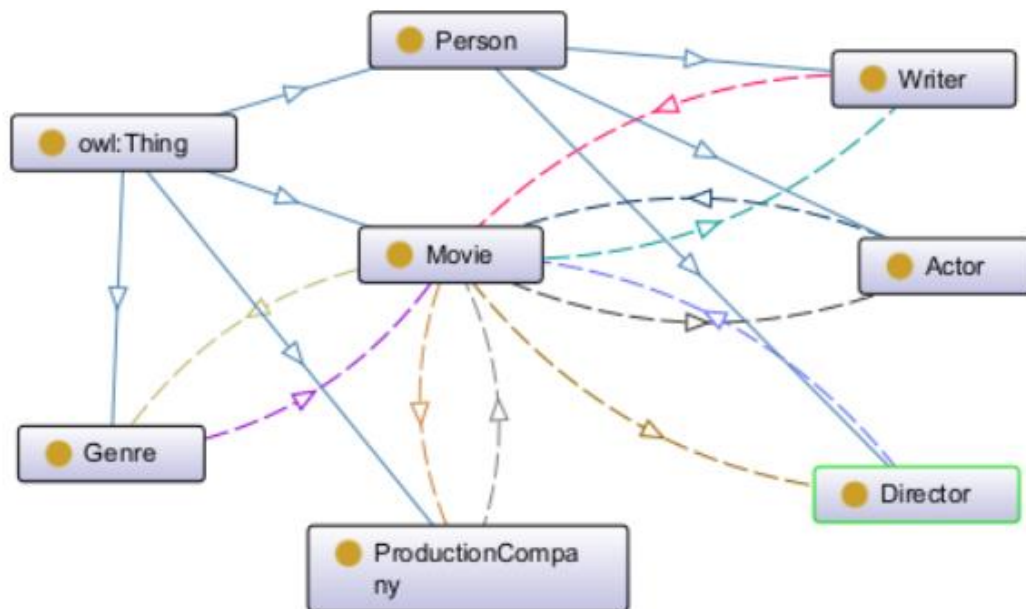 Person
Writer
owl:Thing
Movie
Actor
Genre
Director
ProductionCompa
ny